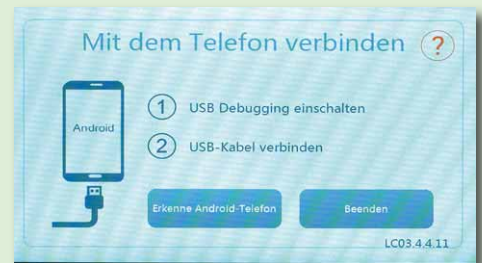 Mit dem Telefon verbinden ?
Android
1 USB Debugging einschalten
2 USB-Kabel verbinden
Erkenne Android-Telefon
Beenden
LC03.4.4.11